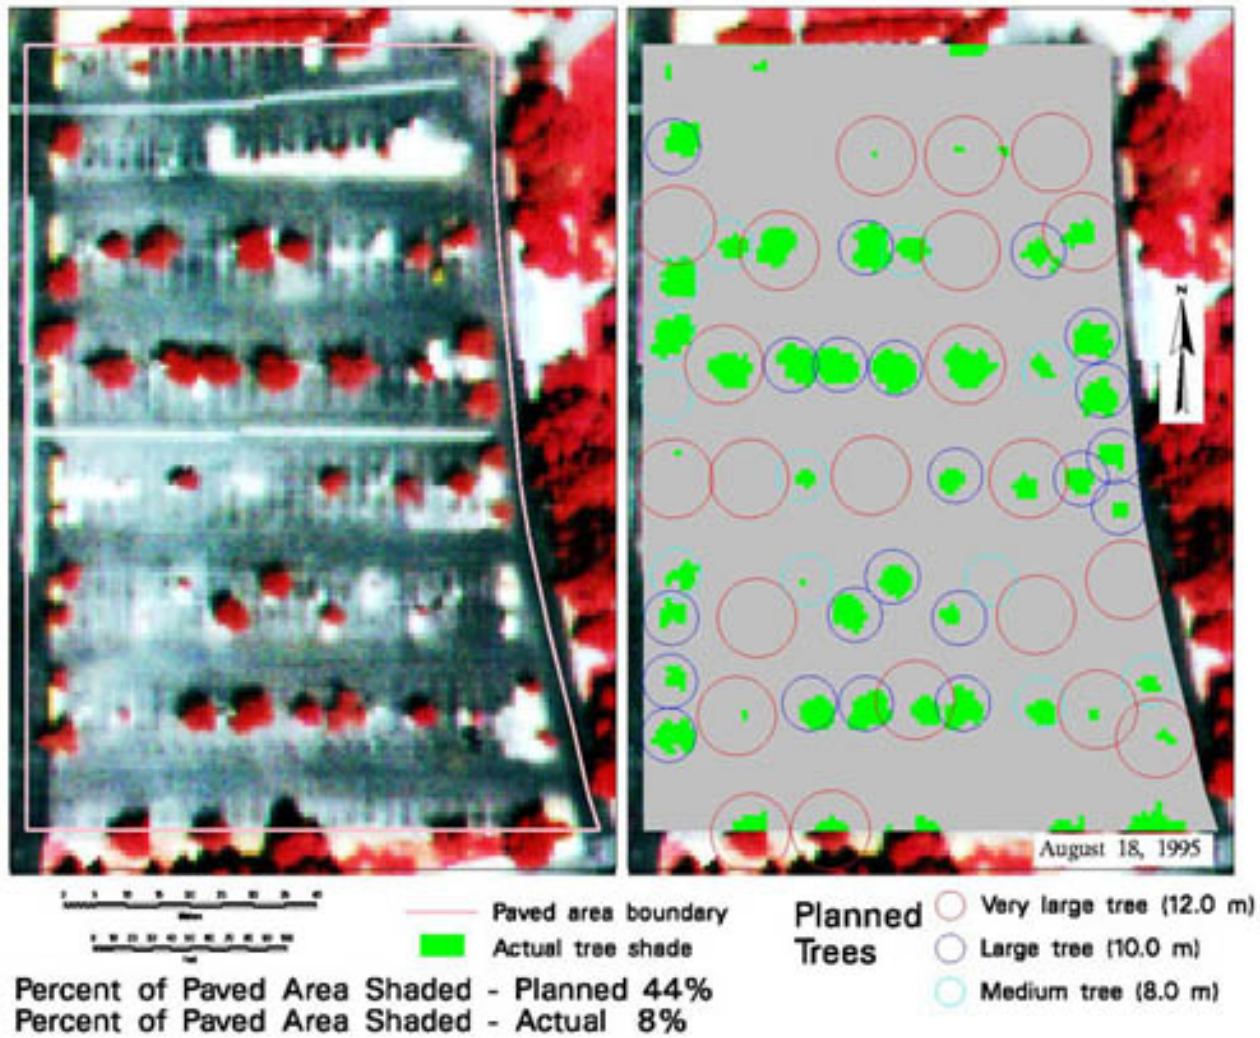 N
August 18, 1995
Paved area boundary
Actual tree shade
Planned
Trees
Very large tree (12.0 m)
Large tree (10.0 m)
Medium tree (8.0 m)
Percent of Paved Area Shaded - Planned 44%
Percent of Paved Area Shaded - Actual 8%